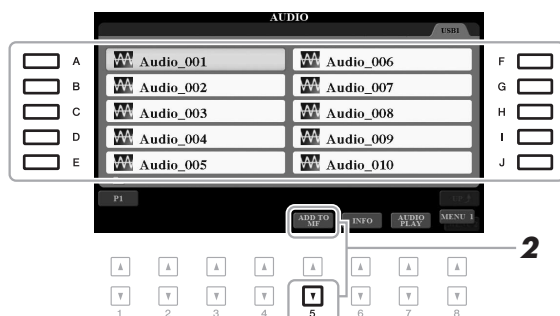 AUDIO
USB1
A Audio_001 Audio_006 F
B Audio_002 Audio_007 G
C Audio_003 Audio_008 H
D Audio_004 Audio_009 I
E Audio_005 Audio_010 J
P1
ADD TO MF INFO AUDIO PLAY MENU 1
2
1 2 3 4 5 6 7 8